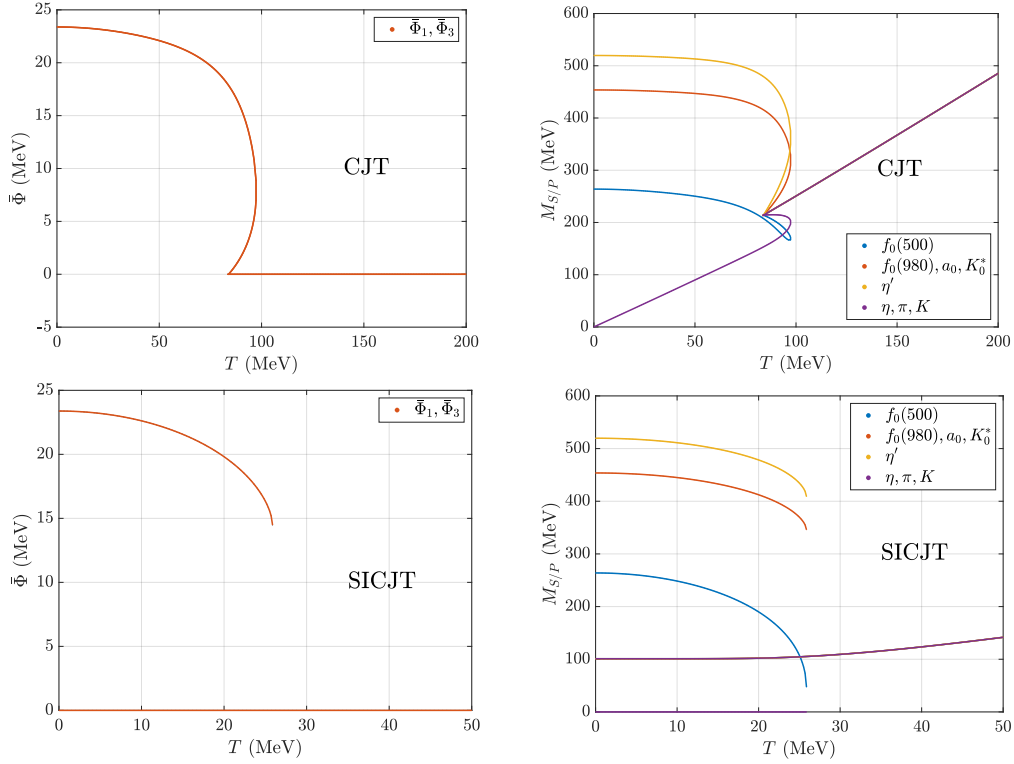 25
20
15
10
5
0
-5
Φ̄ (MeV)
Φ̄₁, Φ̄₃
CJT
0
50
100
150
200
T (MeV)
600
500
400
300
200
100
0
M_{S/P} (MeV)
CJT
f₀(500)
f₀(980), a₀, K₀*
η′
η, π, K
0
50
100
150
200
T (MeV)
25
20
15
10
5
0
Φ̄ (MeV)
Φ̄₁, Φ̄₃
SICJT
0
10
20
30
40
50
T (MeV)
600
500
400
300
200
100
0
M_{S/P} (MeV)
f₀(500)
f₀(980), a₀, K₀*
η′
η, π, K
SICJT
0
10
20
30
40
50
T (MeV)